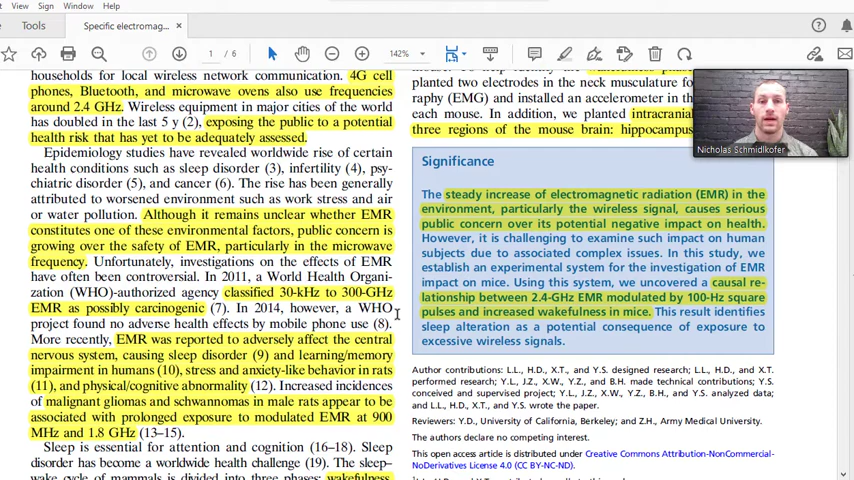 View Sign Window Help
Tools
Specific electromag... ×
1 / 6
142%
households for local wireless network communication. 4G cell
phones, Bluetooth, and microwave ovens also use frequencies
around 2.4 GHz. Wireless equipment in major cities of the world
has doubled in the last 5 y (2), exposing the public to a potential
health risk that has yet to be adequately assessed.
Epidemiology studies have revealed worldwide rise of certain
health conditions such as sleep disorder (3), infertility (4), psy-
chiatric disorder (5), and cancer (6). The rise has been generally
attributed to worsened environment such as work stress and air
or water pollution. Although it remains unclear whether EMR
constitutes one of these environmental factors, public concern is
growing over the safety of EMR, particularly in the microwave
frequency. Unfortunately, investigations on the effects of EMR
have often been controversial. In 2011, a World Health Organi-
zation (WHO)-authorized agency classified 30-kHz to 300-GHz
EMR as possibly carcinogenic (7). In 2014, however, a WHO
project found no adverse health effects by mobile phone use (8).
More recently, EMR was reported to adversely affect the central
nervous system, causing sleep disorder (9) and learning/memory
impairment in humans (10), stress and anxiety-like behavior in rats
(11), and physical/cognitive abnormality (12). Increased incidences
of malignant gliomas and schwannomas in male rats appear to be
associated with prolonged exposure to modulated EMR at 900
MHz and 1.8 GHz (13–15).
Sleep is essential for attention and cognition (16–18). Sleep
disorder has become a worldwide health challenge (19). The sleep–
wake cycle of mammals is divided into three phases: wakefulness,
planted two electrodes in the neck musculature fo
raphy (EMG) and installed an accelerometer in th
each mouse. In addition, we planted intracranial
three regions of the mouse brain: hippocampus
Nicholas Schmidlkofer
Significance
The steady increase of electromagnetic radiation (EMR) in the
environment, particularly the wireless signal, causes serious
public concern over its potential negative impact on health.
However, it is challenging to examine such impact on human
subjects due to associated complex issues. In this study, we
establish an experimental system for the investigation of EMR
impact on mice. Using this system, we uncovered a causal re-
lationship between 2.4-GHz EMR modulated by 100-Hz square
pulses and increased wakefulness in mice. This result identifies
sleep alteration as a potential consequence of exposure to
excessive wireless signals.
Author contributions: L.L., H.D., X.T., and Y.S. designed research; L.L., H.D., and X.T.
performed research; Y.L., J.Z., X.W., Y.Z., and B.H. made technical contributions; Y.S.
conceived and supervised project; Y.L., J.Z., X.W., Y.Z., B.H., and Y.S. analyzed data;
and L.L., H.D., X.T., and Y.S. wrote the paper.
Reviewers: Y.D., University of California, Berkeley; and Z.H., Army Medical University.
The authors declare no competing interest.
This open access article is distributed under Creative Commons Attribution-NonCommercial-
NoDerivatives License 4.0 (CC BY-NC-ND).